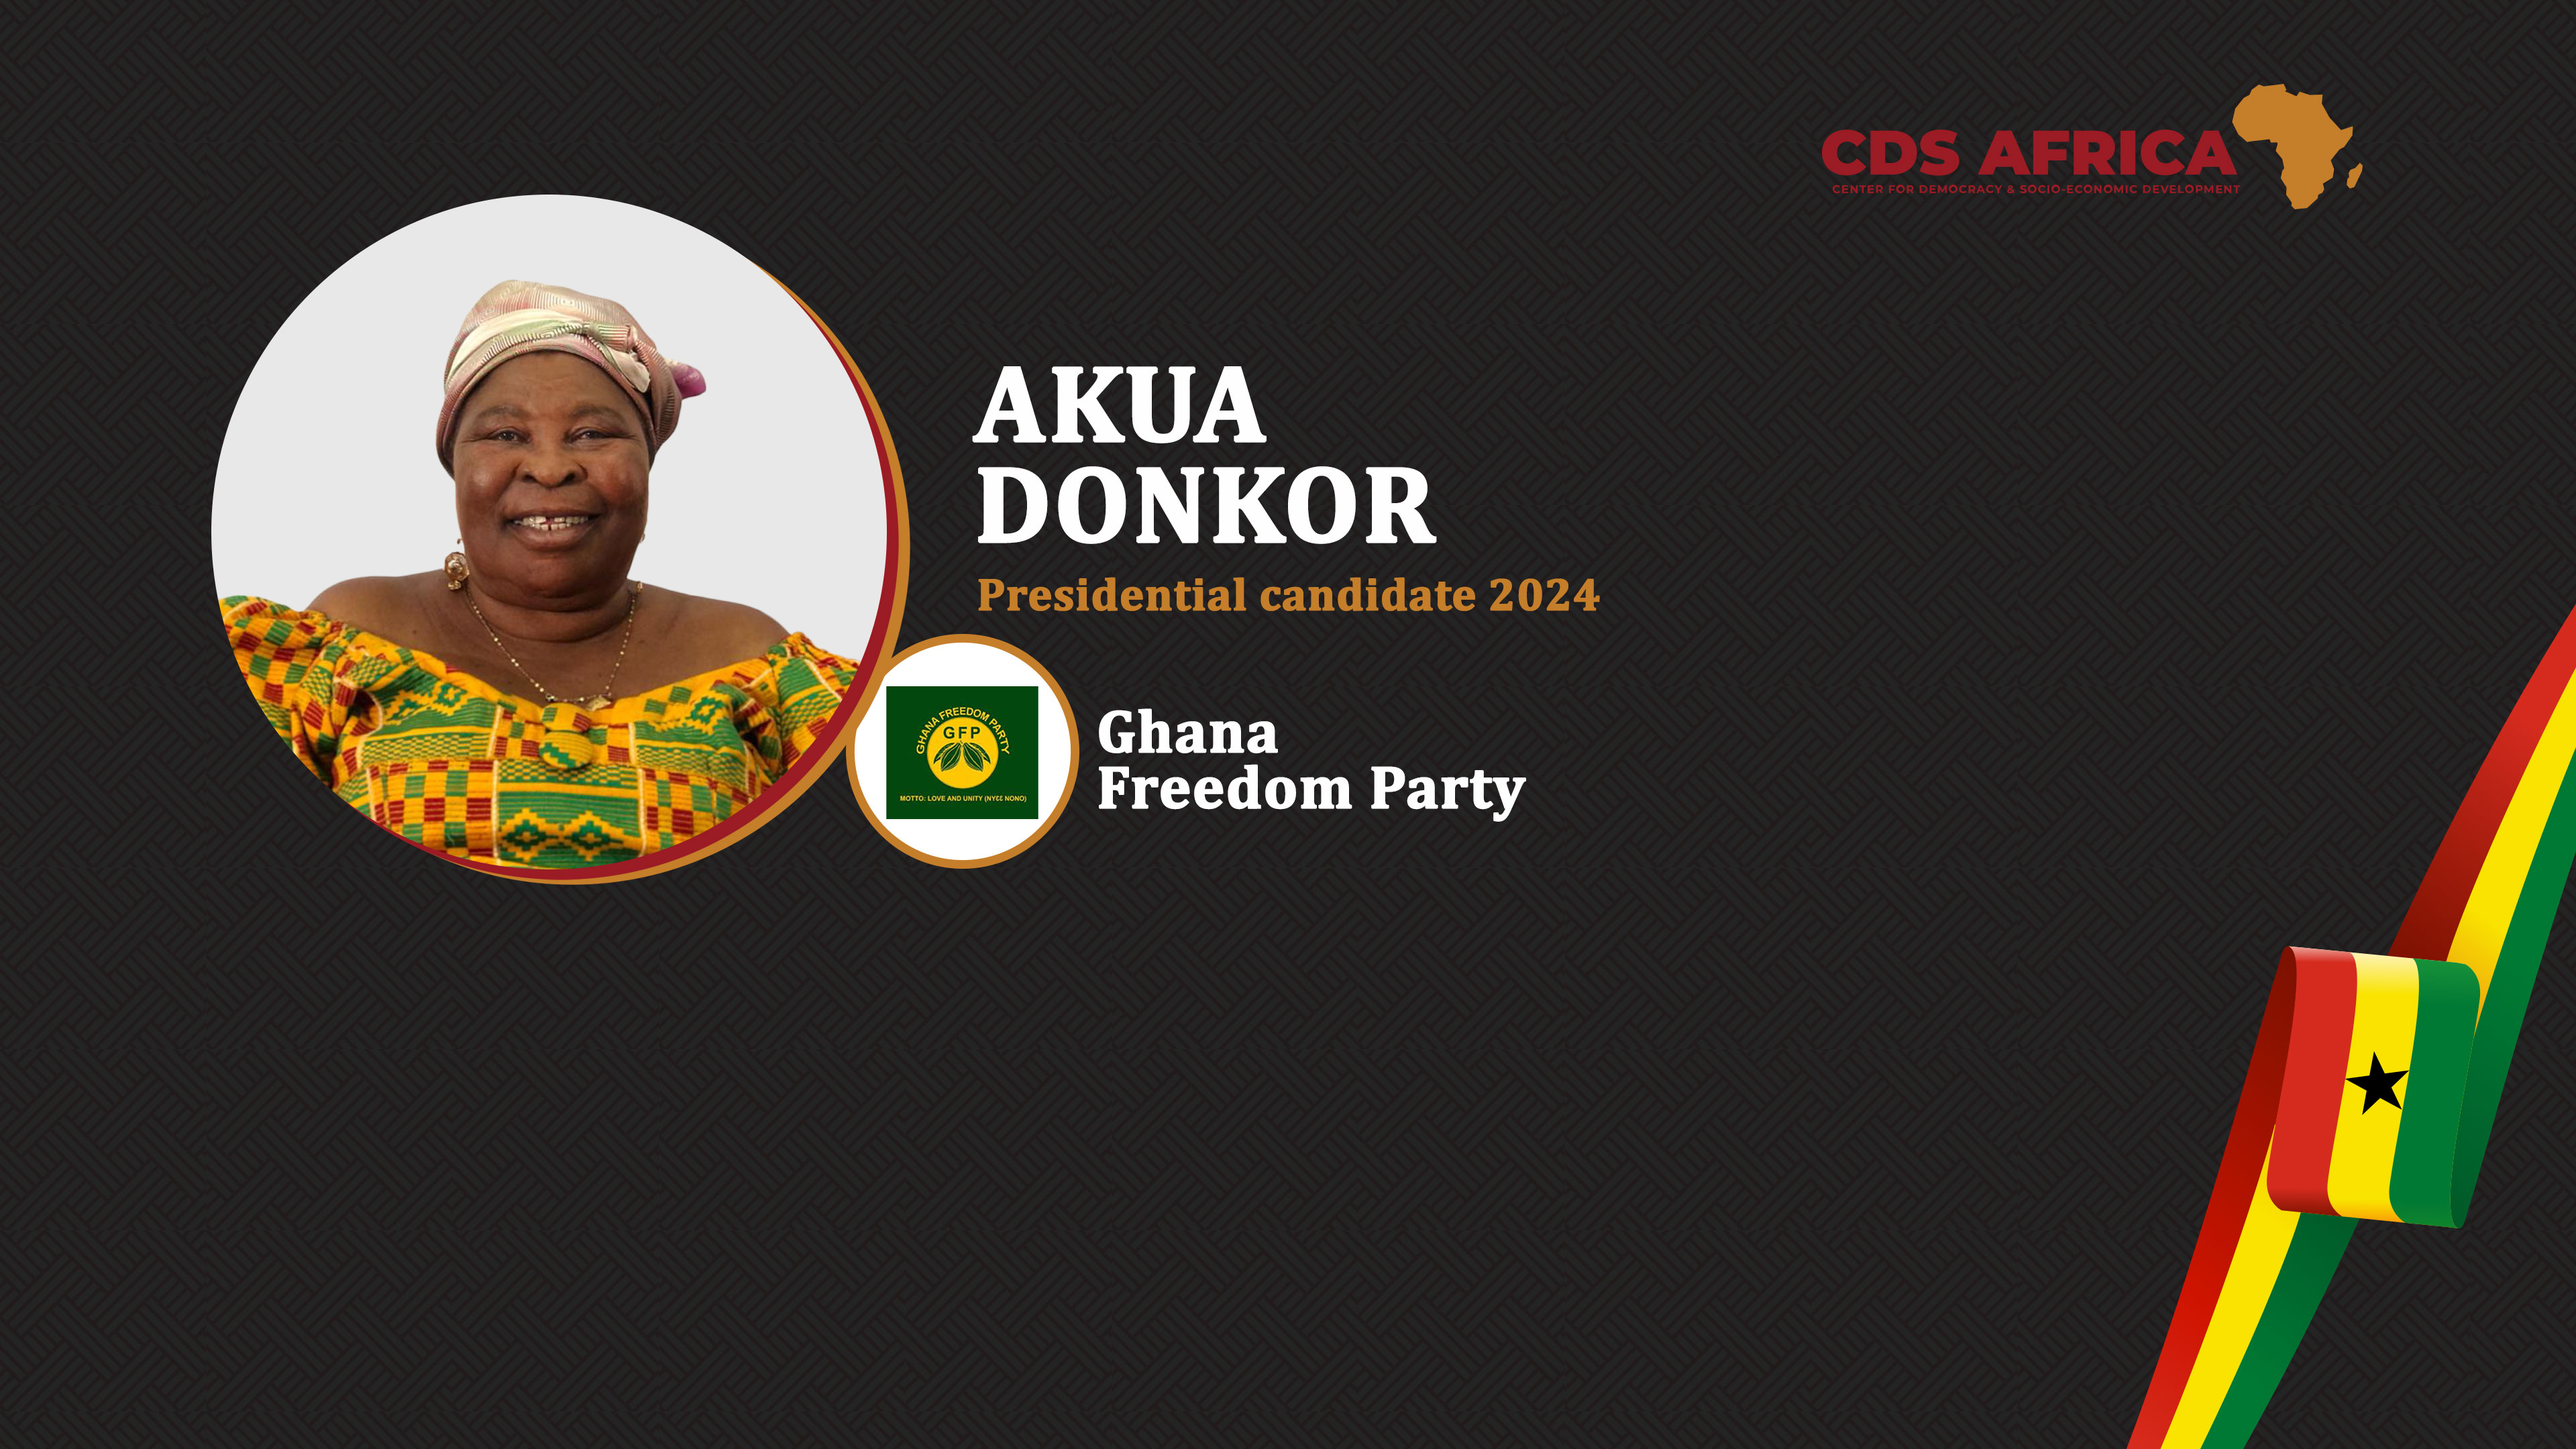 CDS AFRICA
CENTER FOR DEMOCRACY & SOCIO-ECONOMIC DEVELOPMENT
AKUA
DONKOR
Presidential candidate 2024
GHANA FREEDOM PARTY
GFP
MOTTO: LOVE AND UNITY (NYƐƐ NONO)
Ghana
Freedom Party